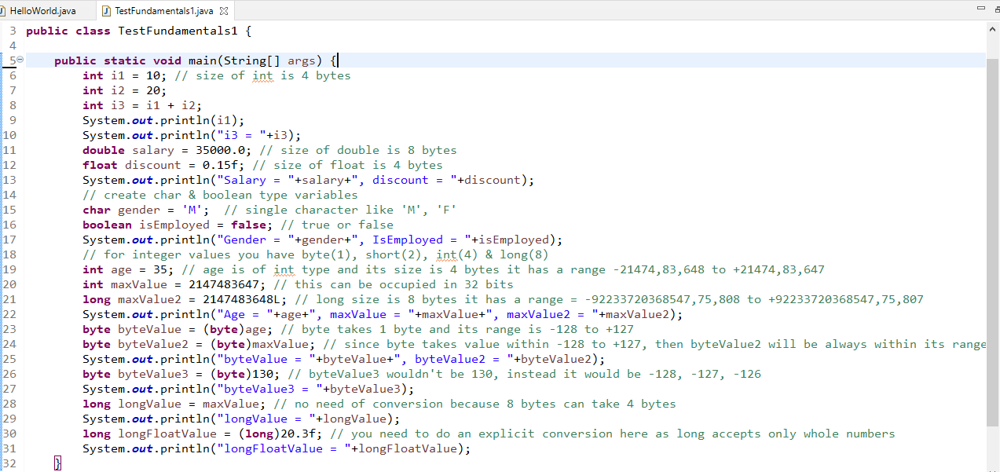 HelloWorld.java TestFundamentals1.java
3 public class TestFundamentals1 {
4
5 public static void main(String[] args) {
6 int i1 = 10; // size of int is 4 bytes
7 int i2 = 20;
8 int i3 = i1 + i2;
9 System.out.println(i1);
10 System.out.println("i3 = "+i3);
11 double salary = 35000.0; // size of double is 8 bytes
12 float discount = 0.15f; // size of float is 4 bytes
13 System.out.println("Salary = "+salary+", discount = "+discount);
14 // create char & boolean type variables
15 char gender = 'M';  // single character like 'M', 'F'
16 boolean isEmployed = false; // true or false
17 System.out.println("Gender = "+gender+", IsEmployed = "+isEmployed);
18 // for integer values you have byte(1), short(2), int(4) & long(8)
19 int age = 35; // age is of int type and its size is 4 bytes it has a range -21474,83,648 to +21474,83,647
20 int maxValue = 2147483647; // this can be occupied in 32 bits
21 long maxValue2 = 2147483648L; // long size is 8 bytes it has a range = -92233720368547,75,808 to +92233720368547,75,807
22 System.out.println("Age = "+age+", maxValue = "+maxValue+", maxValue2 = "+maxValue2);
23 byte byteValue = (byte)age; // byte takes 1 byte and its range is -128 to +127
24 byte byteValue2 = (byte)maxValue; // since byte takes value within -128 to +127, then byteValue2 will be always within its range
25 System.out.println("byteValue = "+byteValue+", byteValue2 = "+byteValue2);
26 byte byteValue3 = (byte)130; // byteValue3 wouldn't be 130, instead it would be -128, -127, -126
27 System.out.println("byteValue3 = "+byteValue3);
28 long longValue = maxValue; // no need of conversion because 8 bytes can take 4 bytes
29 System.out.println("longValue = "+longValue);
30 long longFloatValue = (long)20.3f; // you need to do an explicit conversion here as long accepts only whole numbers
31 System.out.println("longFloatValue = "+longFloatValue);
32 }